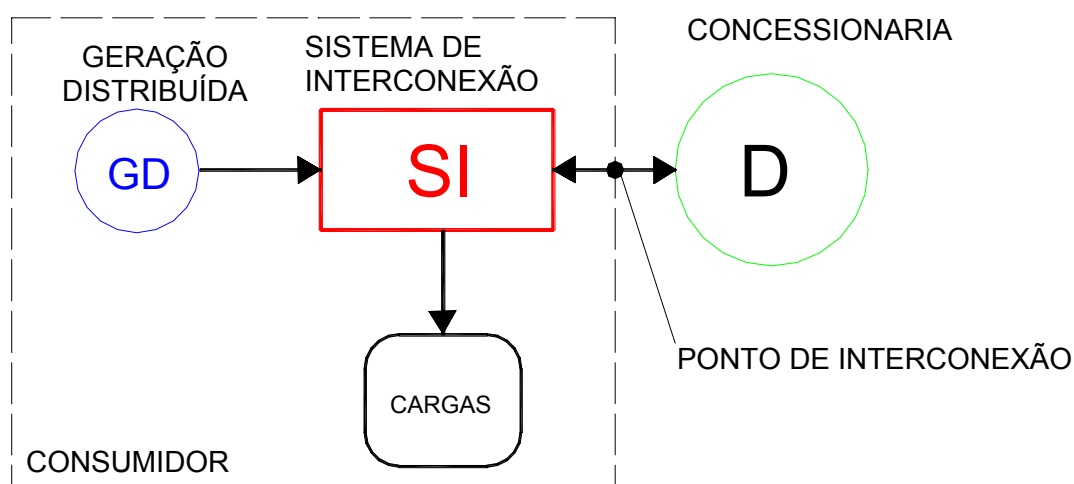 GERAÇÃO
DISTRIBUÍDA
GD
SISTEMA DE
INTERCONEXÃO
SI
CONCESSIONARIA
D
PONTO DE INTERCONEXÃO
CARGAS
CONSUMIDOR